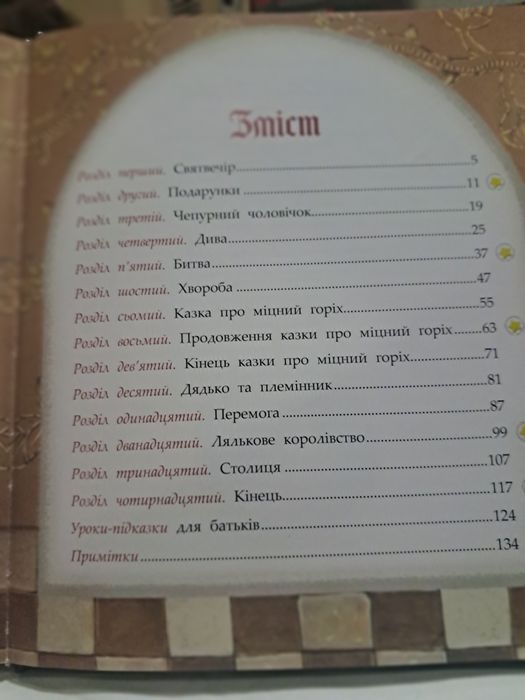 Зміст
Розділ перший. Святвечір...5
Розділ другий. Подарунки...11
Розділ третій. Чепурний чоловічок...19
Розділ четвертий. Дива...25
Розділ п'ятий. Битва...37
Розділ шостий. Хвороба...47
Розділ сьомий. Казка про міцний горіх...55
Розділ восьмий. Продовження казки про міцний горіх...63
Розділ дев'ятий. Кінець казки про міцний горіх...71
Розділ десятий. Дядько та племінник...81
Розділ одинадцятий. Перемога...87
Розділ дванадцятий. Лялькове королівство...99
Розділ тринадцятий. Столиця...107
Розділ чотирнадцятий. Кінець...117
Уроки-підказки для батьків...124
Примітки...134